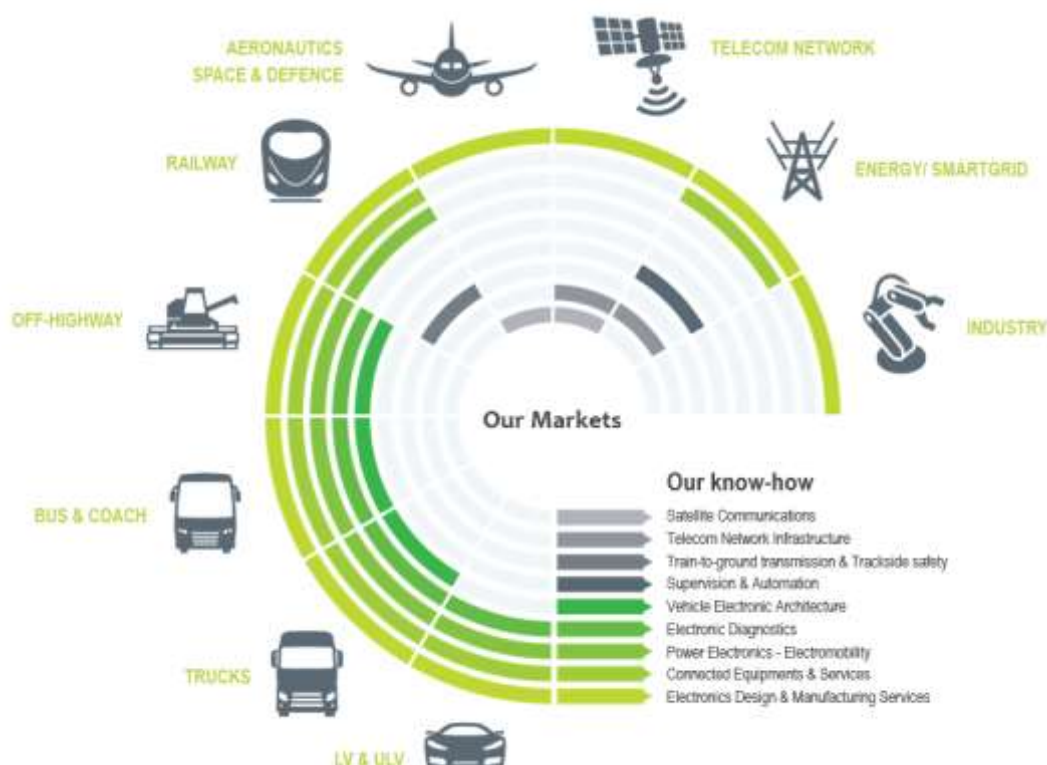 AERONAUTICS
SPACE & DEFENCE
TELECOM NETWORK
RAILWAY
ENERGY/ SMARTGRID
OFF-HIGHWAY
INDUSTRY
Our Markets
BUS & COACH
Our know-how
Satellite Communications
Telecom Network Infrastructure
Train-to-ground transmission & Trackside safety
Supervision & Automation
Vehicle Electronic Architecture
Electronic Diagnostics
Power Electronics - Electromobility
Connected Equipments & Services
Electronics Design & Manufacturing Services
TRUCKS
LV & ULV